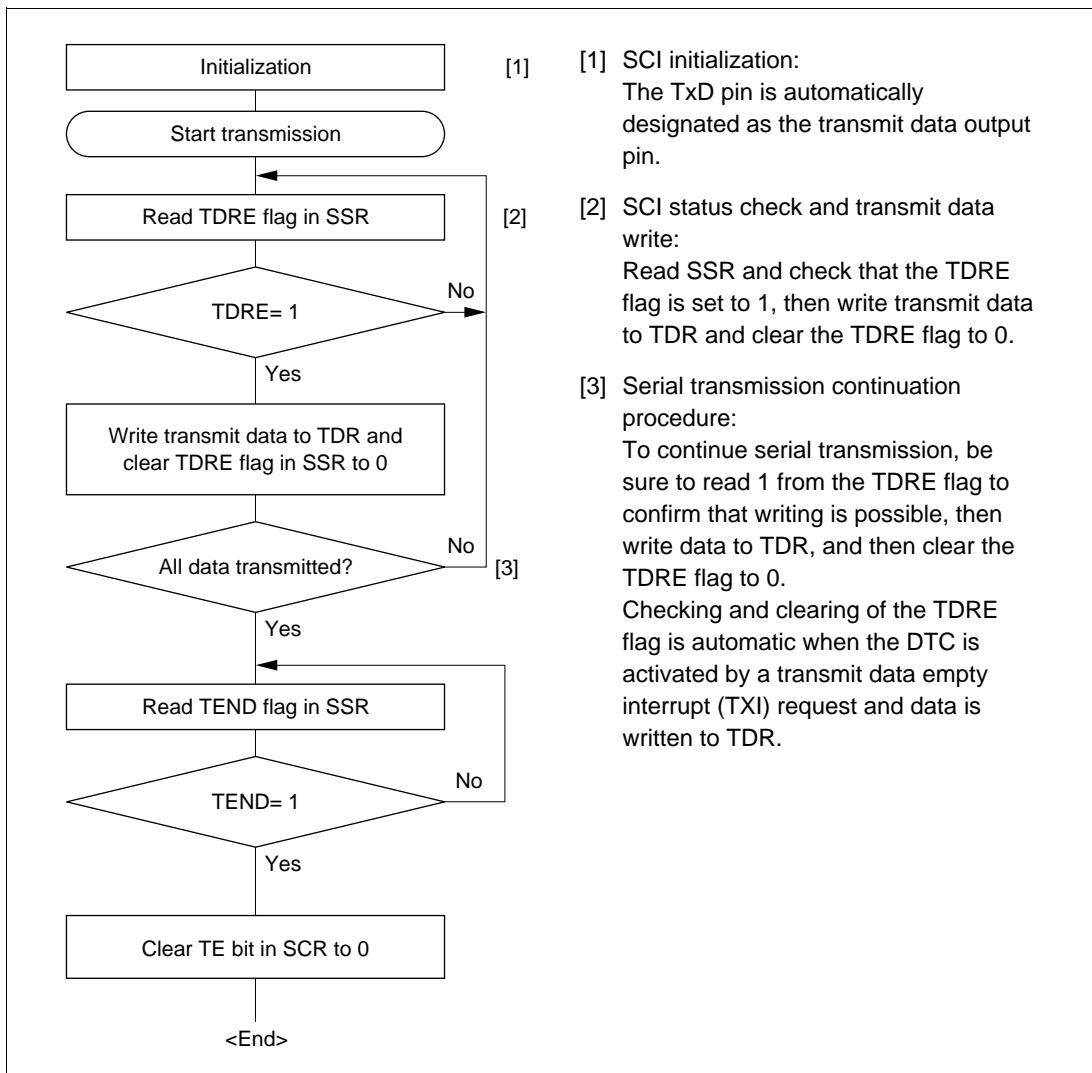 Initialization
[1]
Start transmission
Read TDRE flag in SSR
[2]
TDRE= 1
No
Yes
Write transmit data to TDR and
clear TDRE flag in SSR to 0
All data transmitted?
No
[3]
Yes
Read TEND flag in SSR
TEND= 1
No
Yes
Clear TE bit in SCR to 0
<End>
[1] SCI initialization:
The TxD pin is automatically
designated as the transmit data output
pin.
[2] SCI status check and transmit data
write:
Read SSR and check that the TDRE
flag is set to 1, then write transmit data
to TDR and clear the TDRE flag to 0.
[3] Serial transmission continuation
procedure:
To continue serial transmission, be
sure to read 1 from the TDRE flag to
confirm that writing is possible, then
write data to TDR, and then clear the
TDRE flag to 0.
Checking and clearing of the TDRE
flag is automatic when the DTC is
activated by a transmit data empty
interrupt (TXI) request and data is
written to TDR.